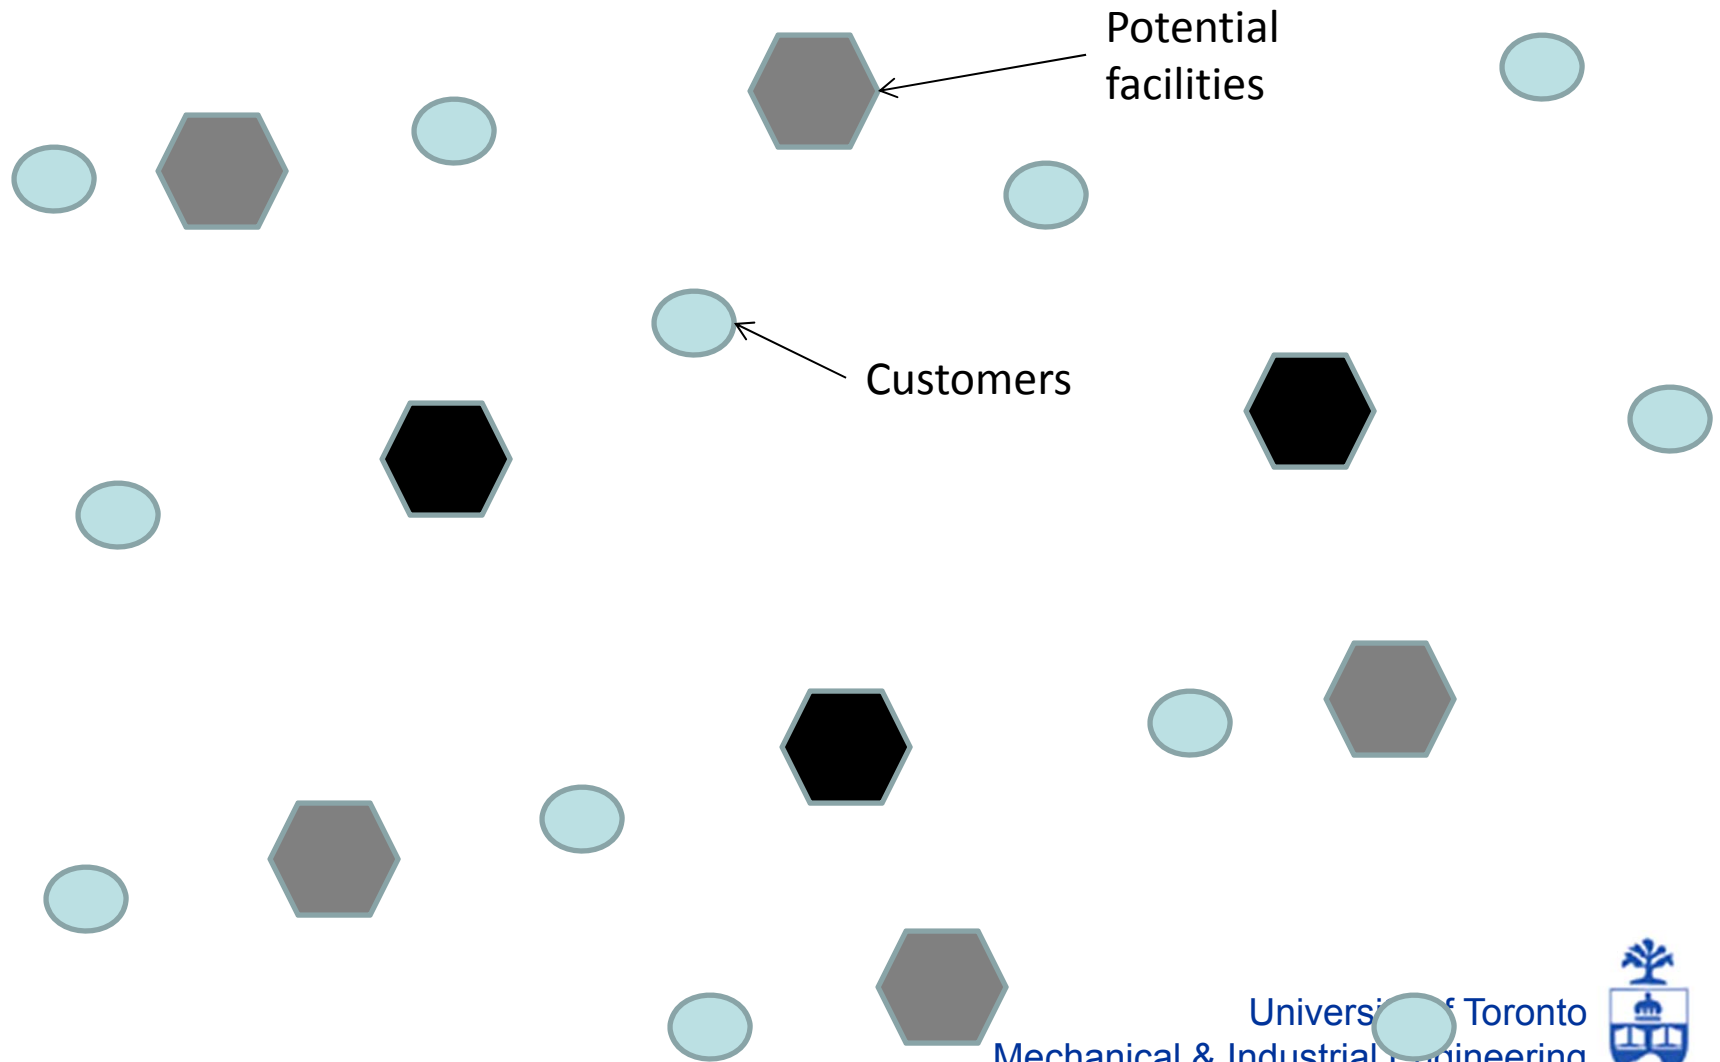 Potential
facilities
Customers
Toronto
Mechanical & Industrial